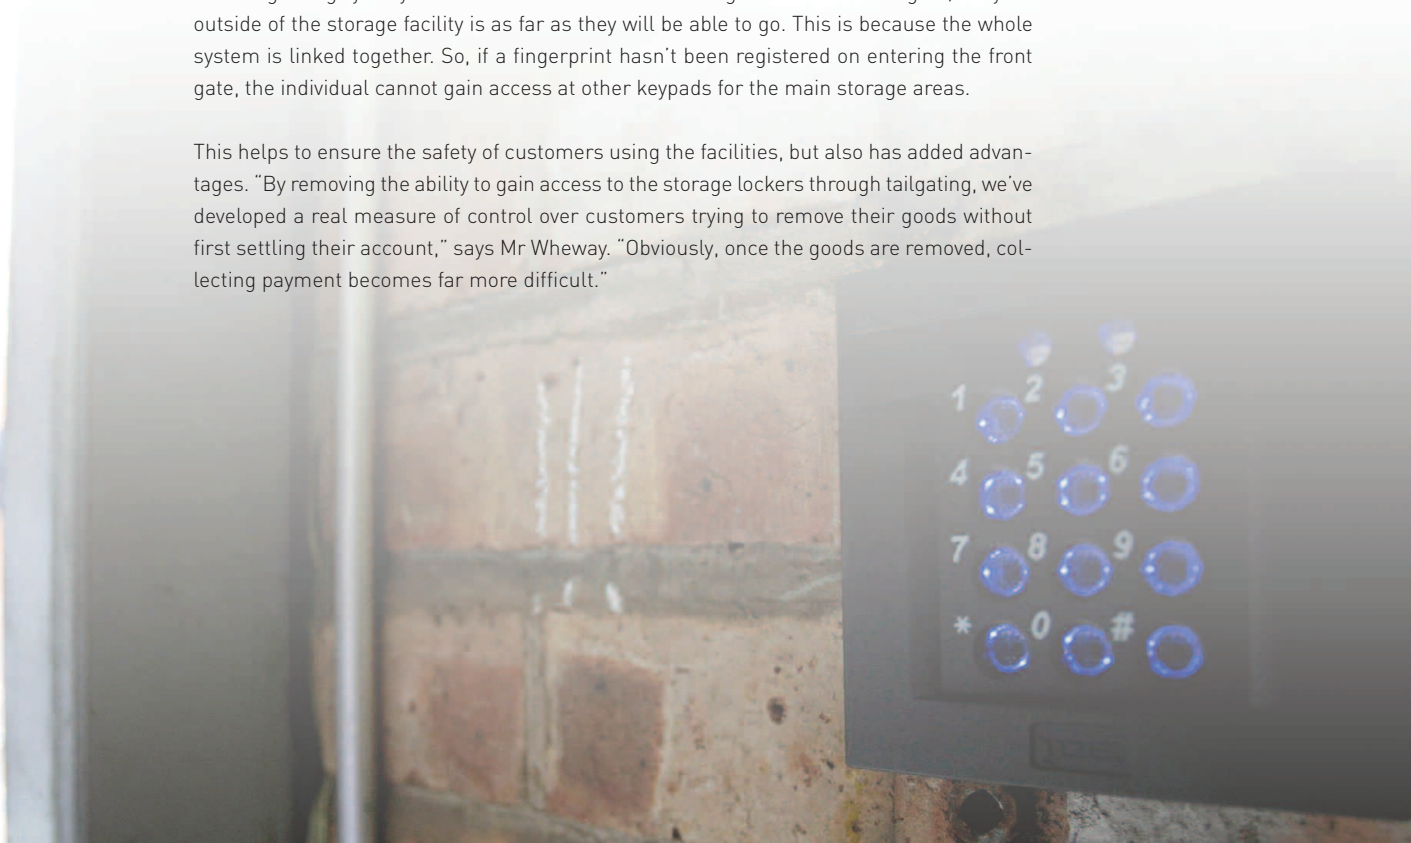 outside of the storage facility is as far as they will be able to go. This is because the whole
system is linked together. So, if a fingerprint hasn’t been registered on entering the front
gate, the individual cannot gain access at other keypads for the main storage areas.
This helps to ensure the safety of customers using the facilities, but also has added advan-
tages. “By removing the ability to gain access to the storage lockers through tailgating, we’ve
developed a real measure of control over customers trying to remove their goods without
first settling their account,” says Mr Wheway. “Obviously, once the goods are removed, col-
lecting payment becomes far more difficult.”
1 2 3
4 5 6
7 8 9
* 0 #